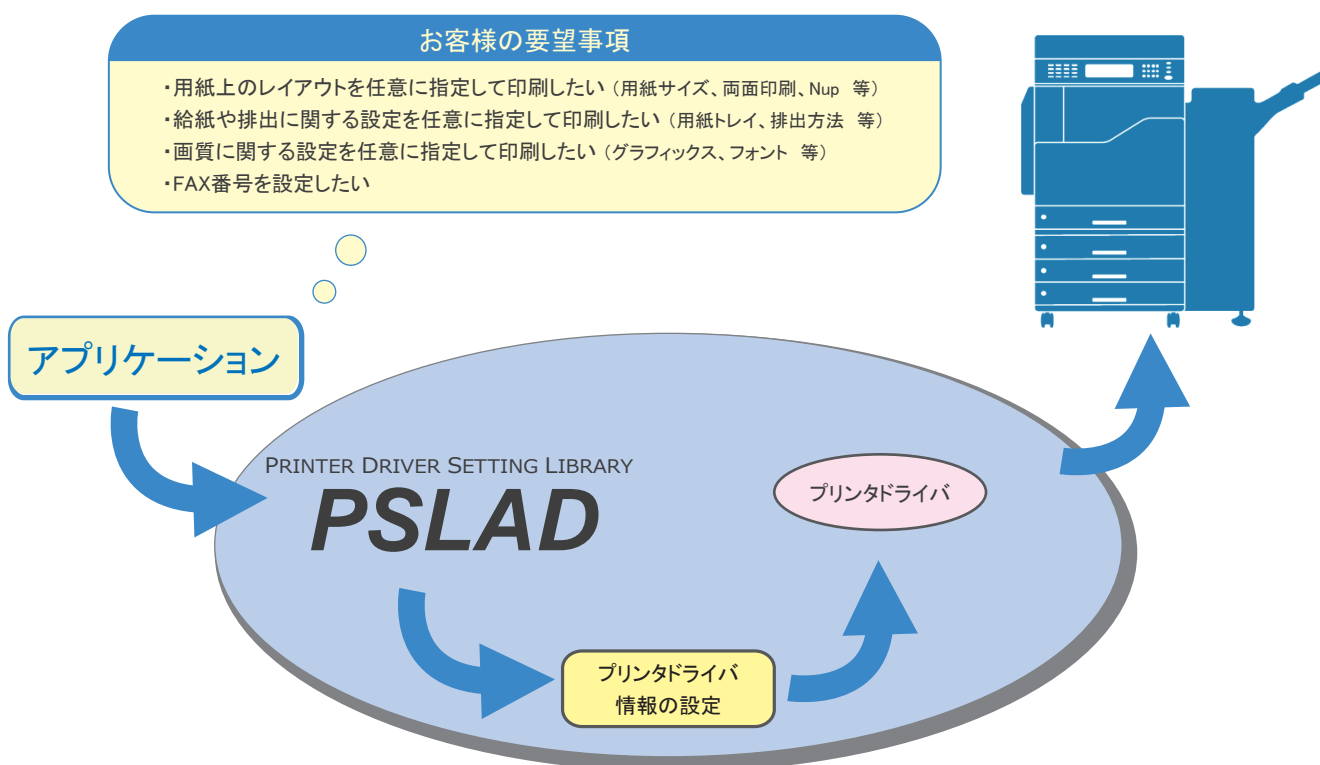 お客様の要望事項
・用紙上のレイアウトを任意に指定して印刷したい（用紙サイズ、両面印刷、Nup 等）
・給紙や排出に関する設定を任意に指定して印刷したい（用紙トレイ、排出方法 等）
・画質に関する設定を任意に指定して印刷したい（グラフィックス、フォント 等）
・FAX番号を設定したい
アプリケーション
PRINTER DRIVER SETTING LIBRARY
PSLAD
プリンタドライバ
プリンタドライバ
情報の設定